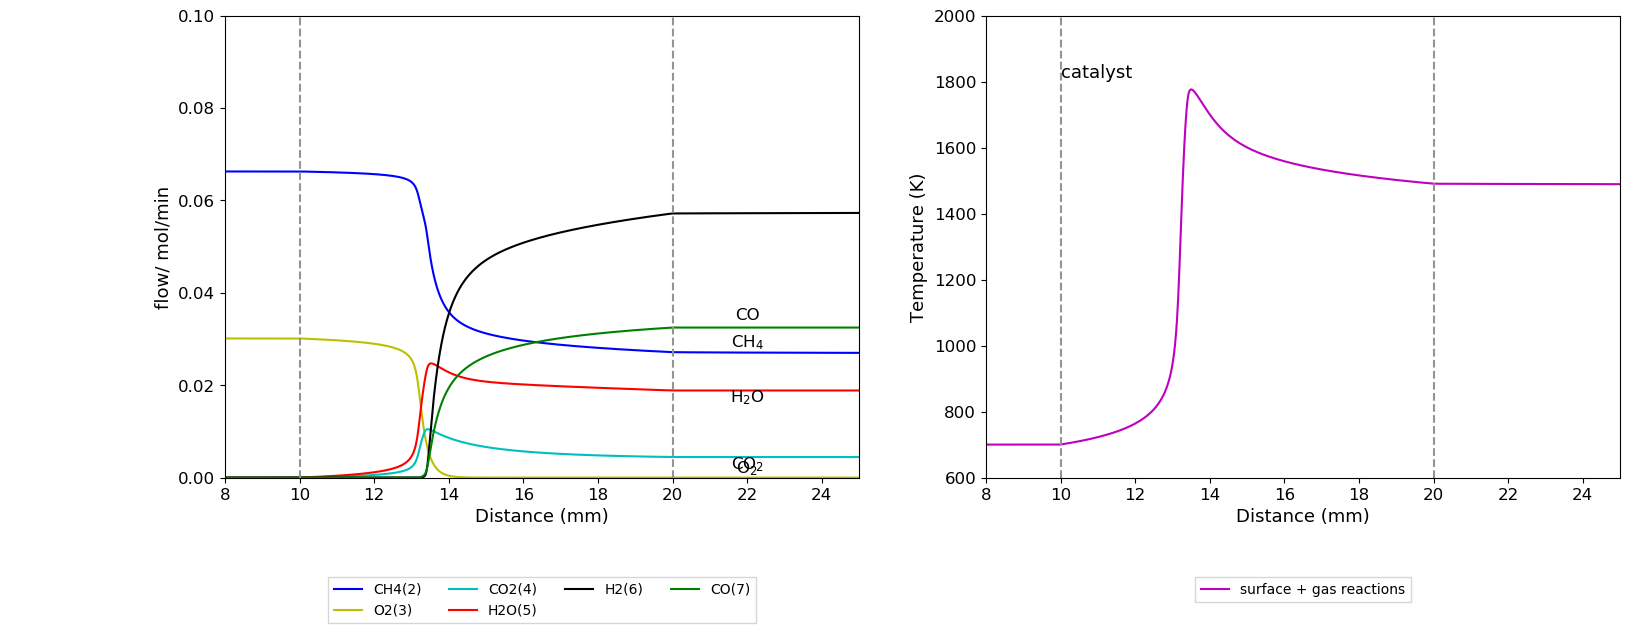 0.10
0.08
0.06
0.04
0.02
0.00
flow/ mol/min
CO
CH₄
H₂O
CO₂
O₂
8 10 12 14 16 18 20 22 24
Distance (mm)
CH4(2) CO2(4) H2(6) CO(7)
O2(3) H2O(5)
2000
1800
1600
1400
1200
1000
800
600
Temperature (K)
catalyst
8 10 12 14 16 18 20 22 24
Distance (mm)
surface + gas reactions